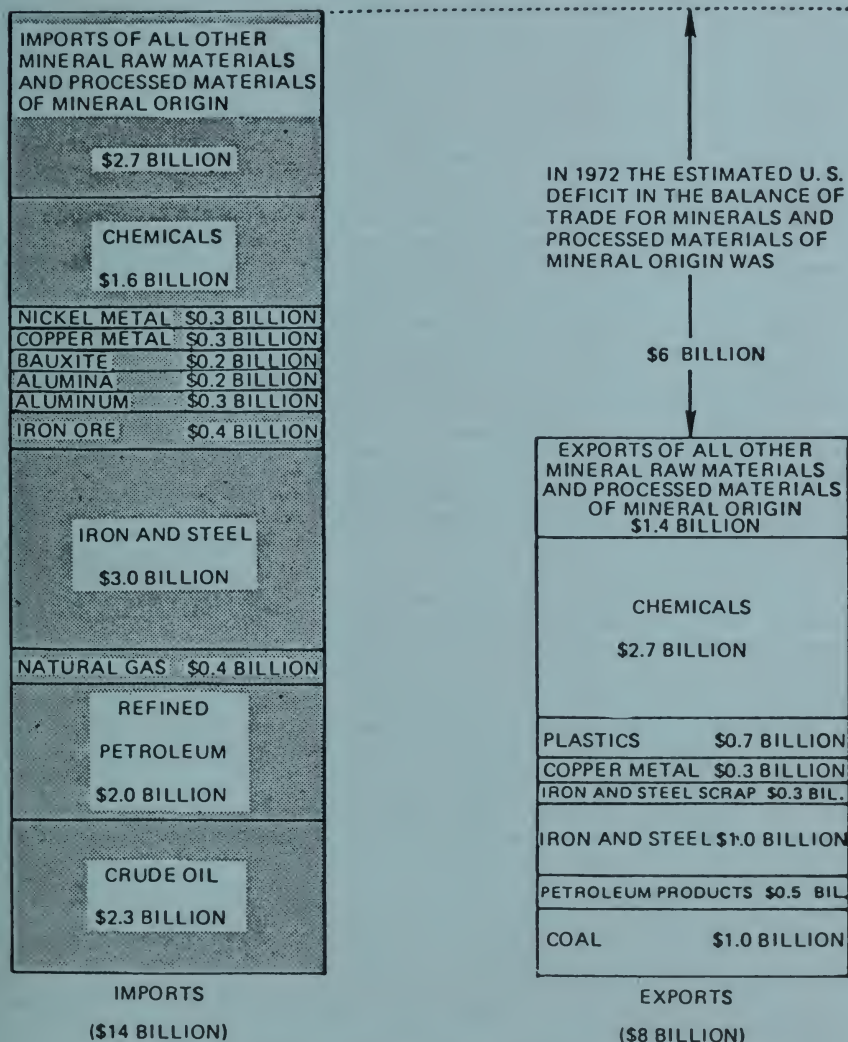 IMPORTS OF ALL OTHER
MINERAL RAW MATERIALS
AND PROCESSED MATERIALS
OF MINERAL ORIGIN
$2.7 BILLION
CHEMICALS
$1.6 BILLION
NICKEL METAL $0.3 BILLION
COPPER METAL $0.3 BILLION
BAUXITE $0.2 BILLION
ALUMINA $0.2 BILLION
ALUMINUM $0.3 BILLION
IRON ORE $0.4 BILLION
IRON AND STEEL
$3.0 BILLION
NATURAL GAS $0.4 BILLION
REFINED
PETROLEUM
$2.0 BILLION
CRUDE OIL
$2.3 BILLION
IMPORTS
($14 BILLION)
IN 1972 THE ESTIMATED U. S.
DEFICIT IN THE BALANCE OF
TRADE FOR MINERALS AND
PROCESSED MATERIALS OF
MINERAL ORIGIN WAS
$6 BILLION
EXPORTS OF ALL OTHER
MINERAL RAW MATERIALS
AND PROCESSED MATERIALS
OF MINERAL ORIGIN
$1.4 BILLION
CHEMICALS
$2.7 BILLION
PLASTICS $0.7 BILLION
COPPER METAL $0.3 BILLION
IRON AND STEEL SCRAP $0.3 BIL.
IRON AND STEEL $1.0 BILLION
PETROLEUM PRODUCTS $0.5 BIL.
COAL $1.0 BILLION
EXPORTS
($8 BILLION)